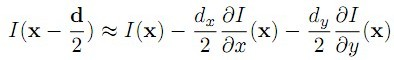 I(𝐱 − 𝐝/2) ≈ I(𝐱) − d_x/2 ∂I/∂x(𝐱) − d_y/2 ∂I/∂y(𝐱)